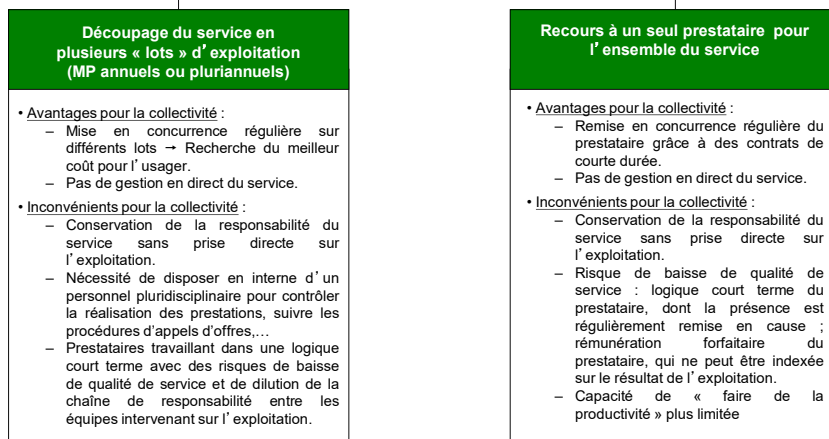 Découpage du service en
plusieurs « lots » d’exploitation
(MP annuels ou pluriannuels)
• Avantages pour la collectivité :
– Mise en concurrence régulière sur
différents lots → Recherche du meilleur
coût pour l’usager.
– Pas de gestion en direct du service.
• Inconvénients pour la collectivité :
– Conservation de la responsabilité du
service sans prise directe sur
l’exploitation.
– Nécessité de disposer en interne d’un
personnel pluridisciplinaire pour contrôler
la réalisation des prestations, suivre les
procédures d’appels d’offres,…
– Prestataires travaillant dans une logique
court terme avec des risques de baisse
de qualité de service et de dilution de la
chaîne de responsabilité entre les
équipes intervenant sur l’exploitation.
Recours à un seul prestataire pour
l’ensemble du service
• Avantages pour la collectivité :
– Remise en concurrence régulière du
prestataire grâce à des contrats de
courte durée.
– Pas de gestion en direct du service.
• Inconvénients pour la collectivité :
– Conservation de la responsabilité du
service sans prise directe sur
l’exploitation.
– Risque de baisse de qualité de
service : logique court terme du
prestataire, dont la présence est
régulièrement remise en cause ;
rémunération forfaitaire du
prestataire, qui ne peut être indexée
sur le résultat de l’exploitation.
– Capacité de « faire de la
productivité » plus limitée